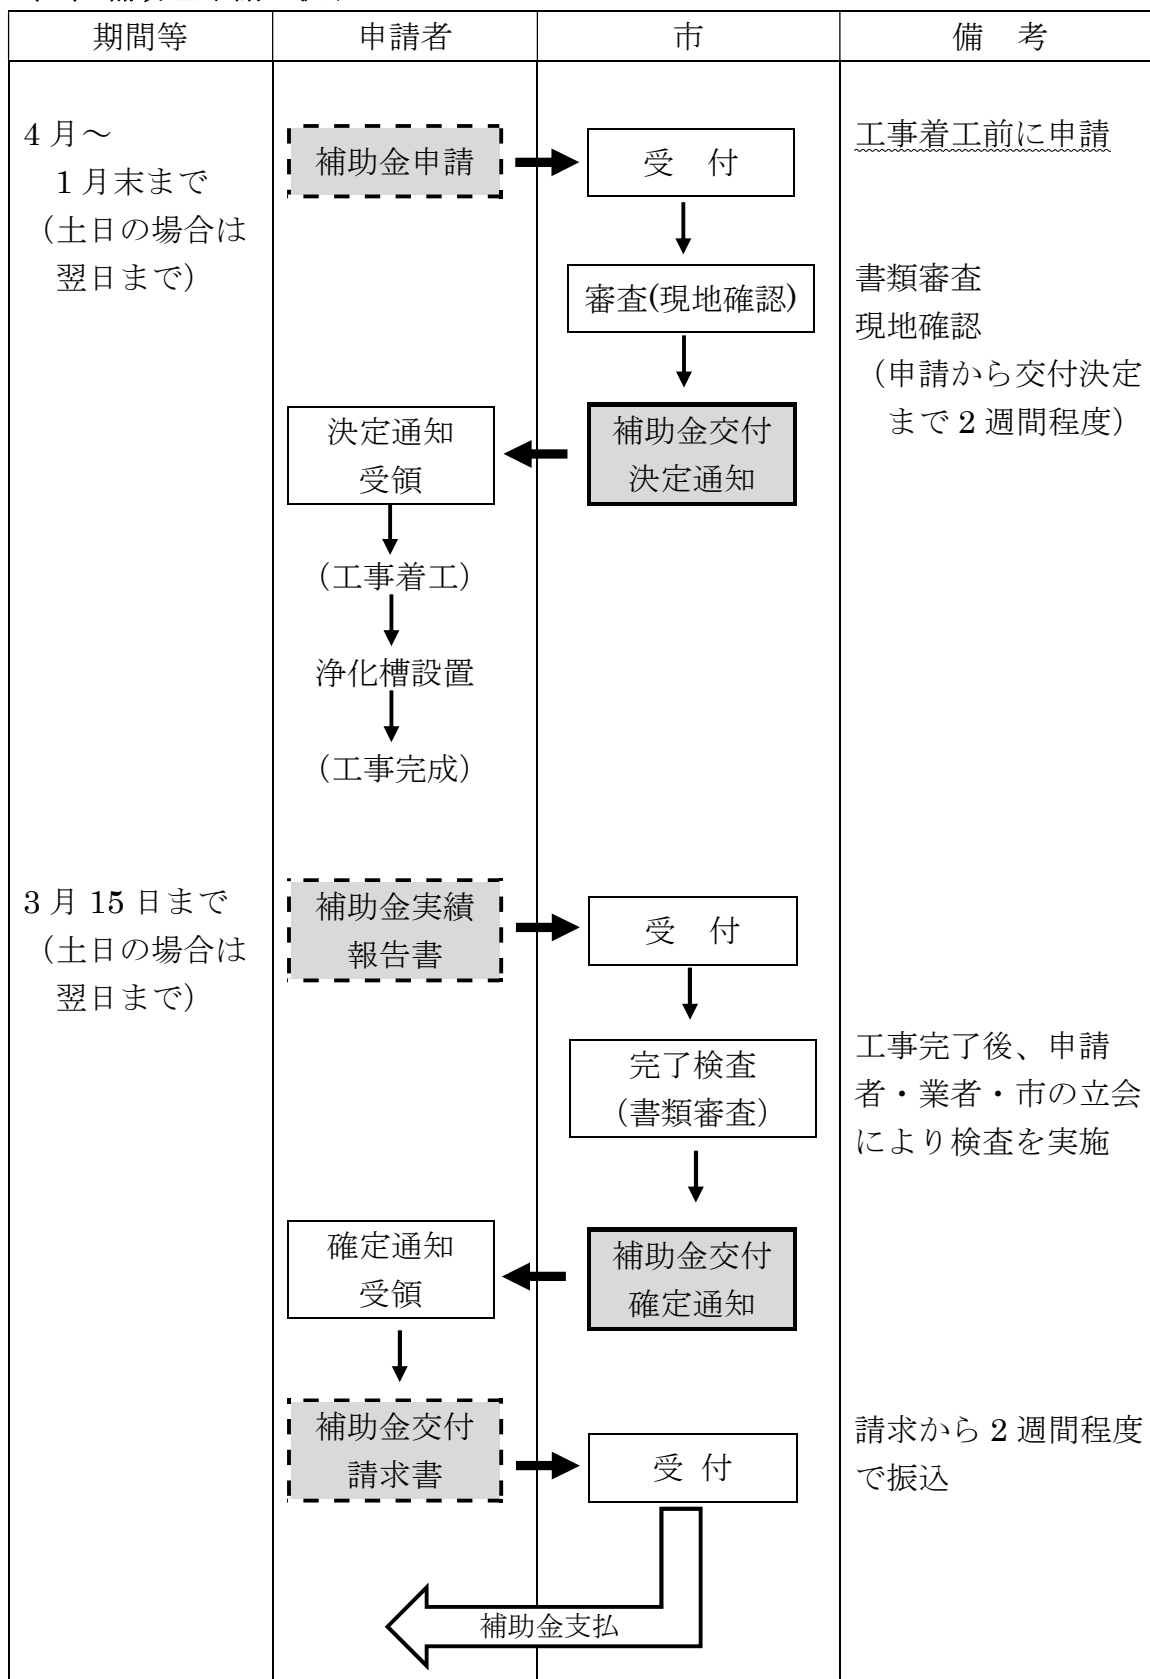 期間等
申請者
市
備　考
4月～
1月末まで
（土日の場合は
翌日まで）
補助金申請
受　付
工事着工前に申請
審査(現地確認)
書類審査
現地確認
（申請から交付決定
まで2週間程度）
決定通知
受領
補助金交付
決定通知
（工事着工）
浄化槽設置
（工事完成）
3月15日まで
（土日の場合は
翌日まで）
補助金実績
報告書
受　付
完了検査
（書類審査）
工事完了後、申請
者・業者・市の立会
により検査を実施
確定通知
受領
補助金交付
確定通知
補助金交付
請求書
受 付
請求から2週間程度
で振込
補助金支払